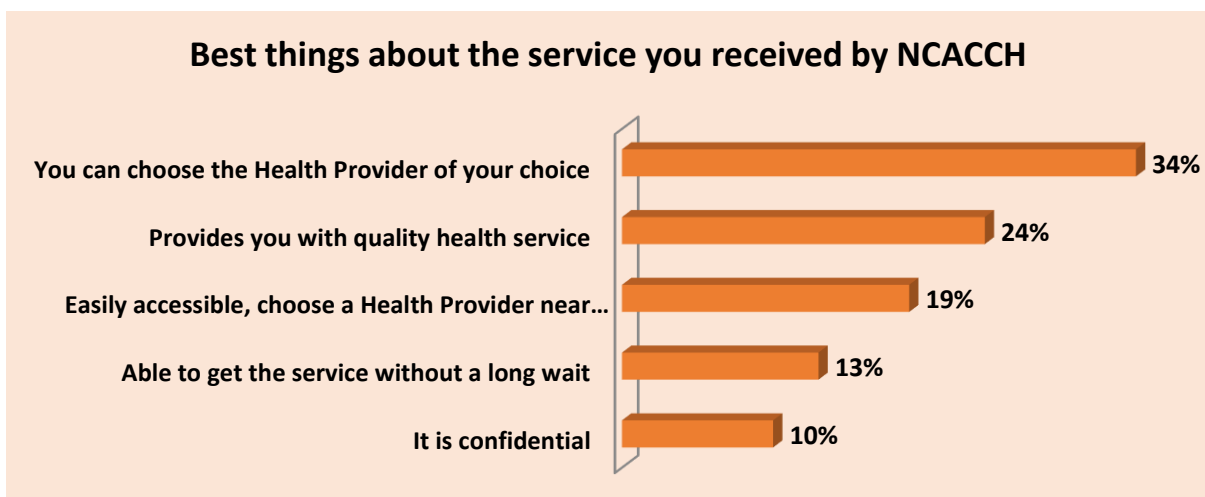 Best things about the service you received by NCACCH
You can choose the Health Provider of your choice 34%
Provides you with quality health service 24%
Easily accessible, choose a Health Provider near… 19%
Able to get the service without a long wait 13%
It is confidential 10%